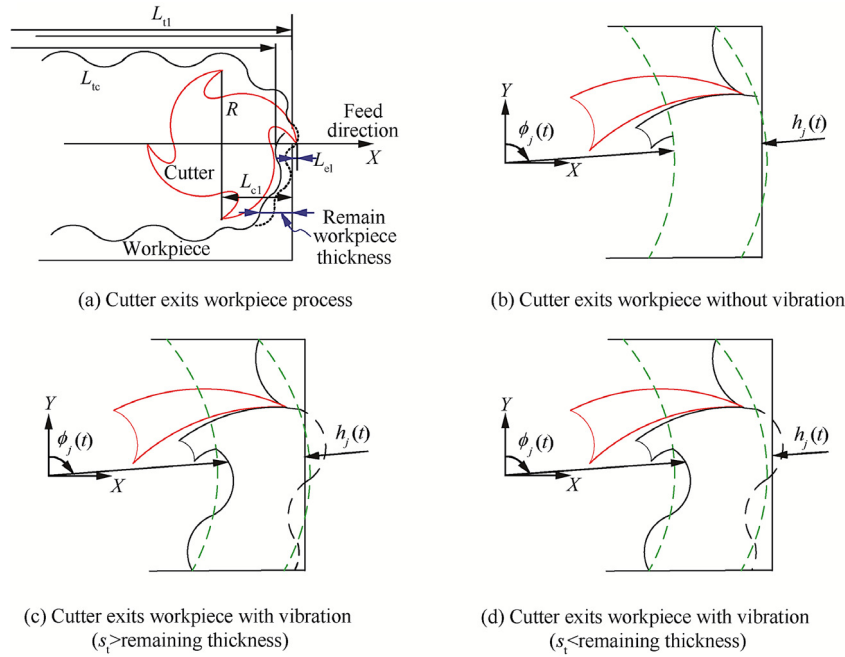 L_t1
L_tc
R
Feed
direction
X
L_el
Cutter
L_c1
Remain
workpiece
thickness
Workpiece
(a) Cutter exits workpiece process
Y
ϕ_j(t)
X
h_j(t)
(b) Cutter exits workpiece without vibration
Y
ϕ_j(t)
X
h_j(t)
(c) Cutter exits workpiece with vibration
(s_t>remaining thickness)
Y
ϕ_j(t)
X
h_j(t)
(d) Cutter exits workpiece with vibration
(s_t<remaining thickness)